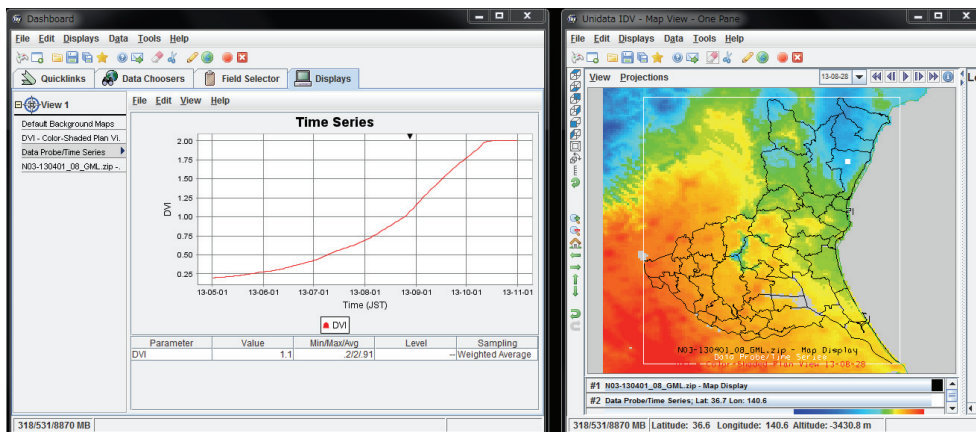 Dashboard
File Edit Displays Data Tools Help
Quicklinks Data Choosers Field Selector Displays
View 1
Default Background Maps
DVI - Color-Shaded Plan Vi.
Data Probe/Time Series
N03-130401_08_GML.zip -.
File Edit View Help
Time Series
2.00
1.75
1.50
1.25
1.00
0.75
0.50
0.25
DVI
13-05-01 13-06-01 13-07-01 13-08-01 13-09-01 13-10-01 13-11-01
Time (JST)
DVI
Parameter Value Min/Max/Avg Level Sampling
DVI 1.1 .2/2/.91 -- Weighted Average
318/531/8870 MB
Unidata IDV - Map View - One Pane
File Edit Displays Data Tools Help
View Projections 13-08-28
N03-130401_08_GML.zip - Map Display
Data Probe/Time Series
Color-Shaded Plan View 13-08-28
#1 N03-130401_08_GML.zip - Map Display
#2 Data Probe/Time Series; Lat: 36.7 Lon: 140.6
318/531/8870 MB Latitude: 36.6 Longitude: 140.6 Altitude: -3430.8 m